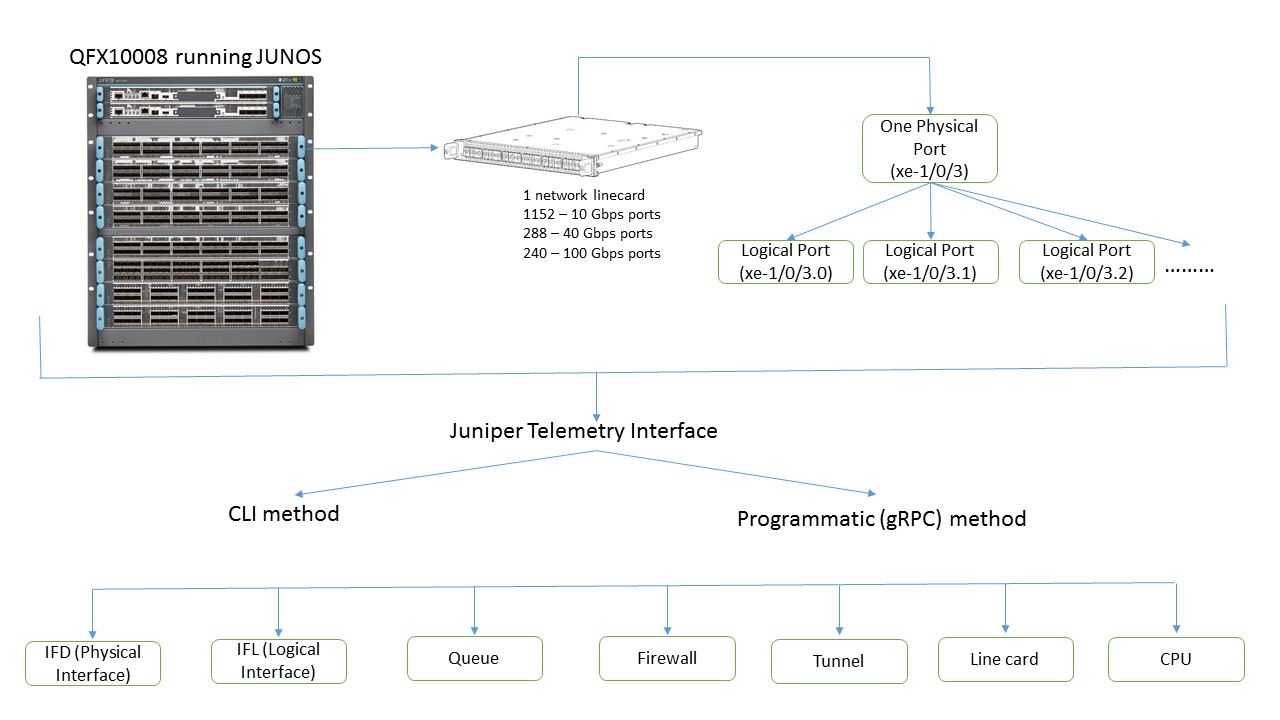 QFX10008 running JUNOS
1 network linecard
1152 – 10 Gbps ports
288 – 40 Gbps ports
240 – 100 Gbps ports
One Physical
Port
(xe-1/0/3)
Logical Port
(xe-1/0/3.0)
Logical Port
(xe-1/0/3.1)
Logical Port
(xe-1/0/3.2)
.........
Juniper Telemetry Interface
CLI method
Programmatic (gRPC) method
IFD (Physical
Interface)
IFL (Logical
Interface)
Queue
Firewall
Tunnel
Line card
CPU